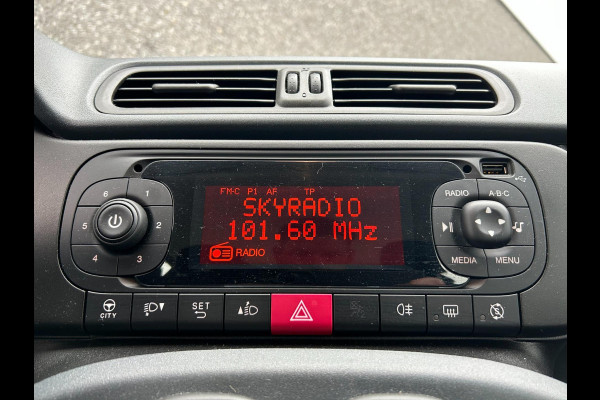 FM-C P1 AF TP
SKYRADIO
101.60 MHz
RADIO
6 1
5 2
4 3
RADIO A·B·C
MEDIA MENU
CITY
SET